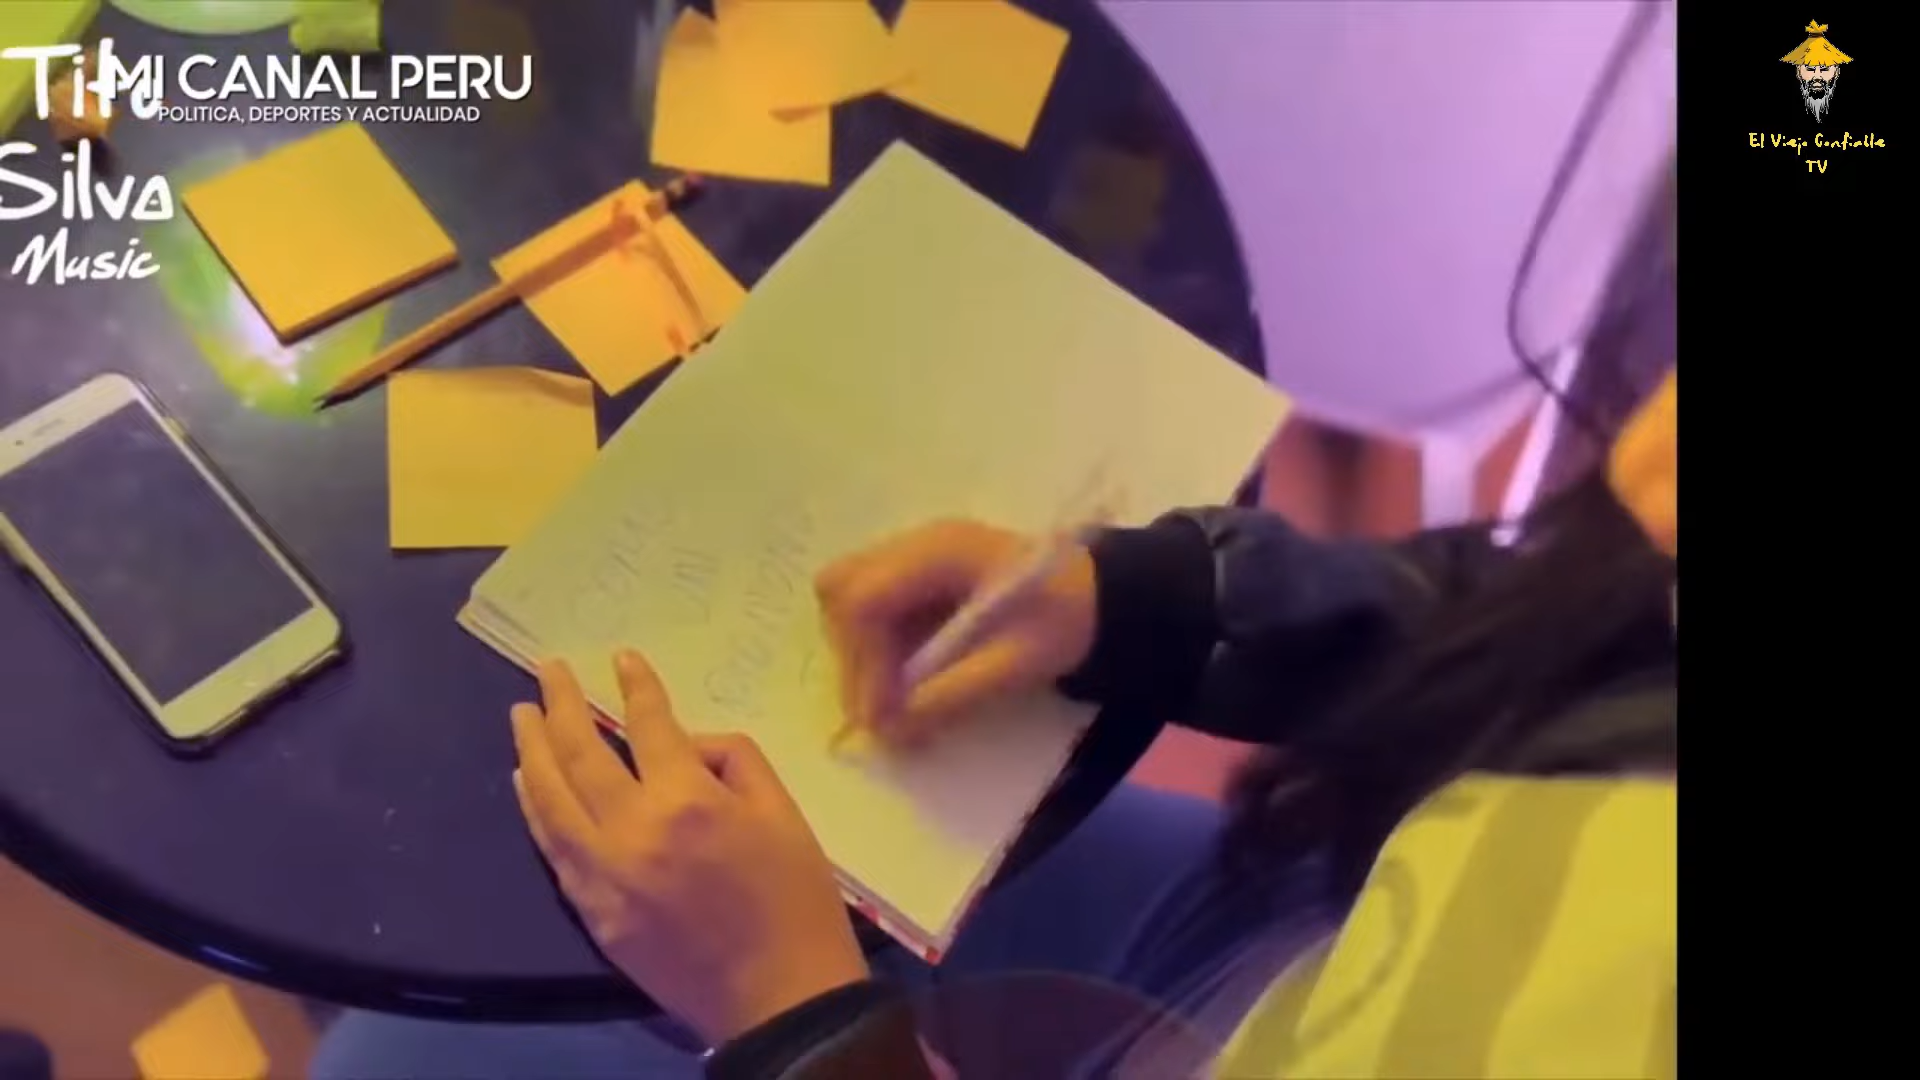 Tito
Silva
Music
MI CANAL PERU
POLITICA, DEPORTES Y ACTUALIDAD
El Viejo Confiable
TV